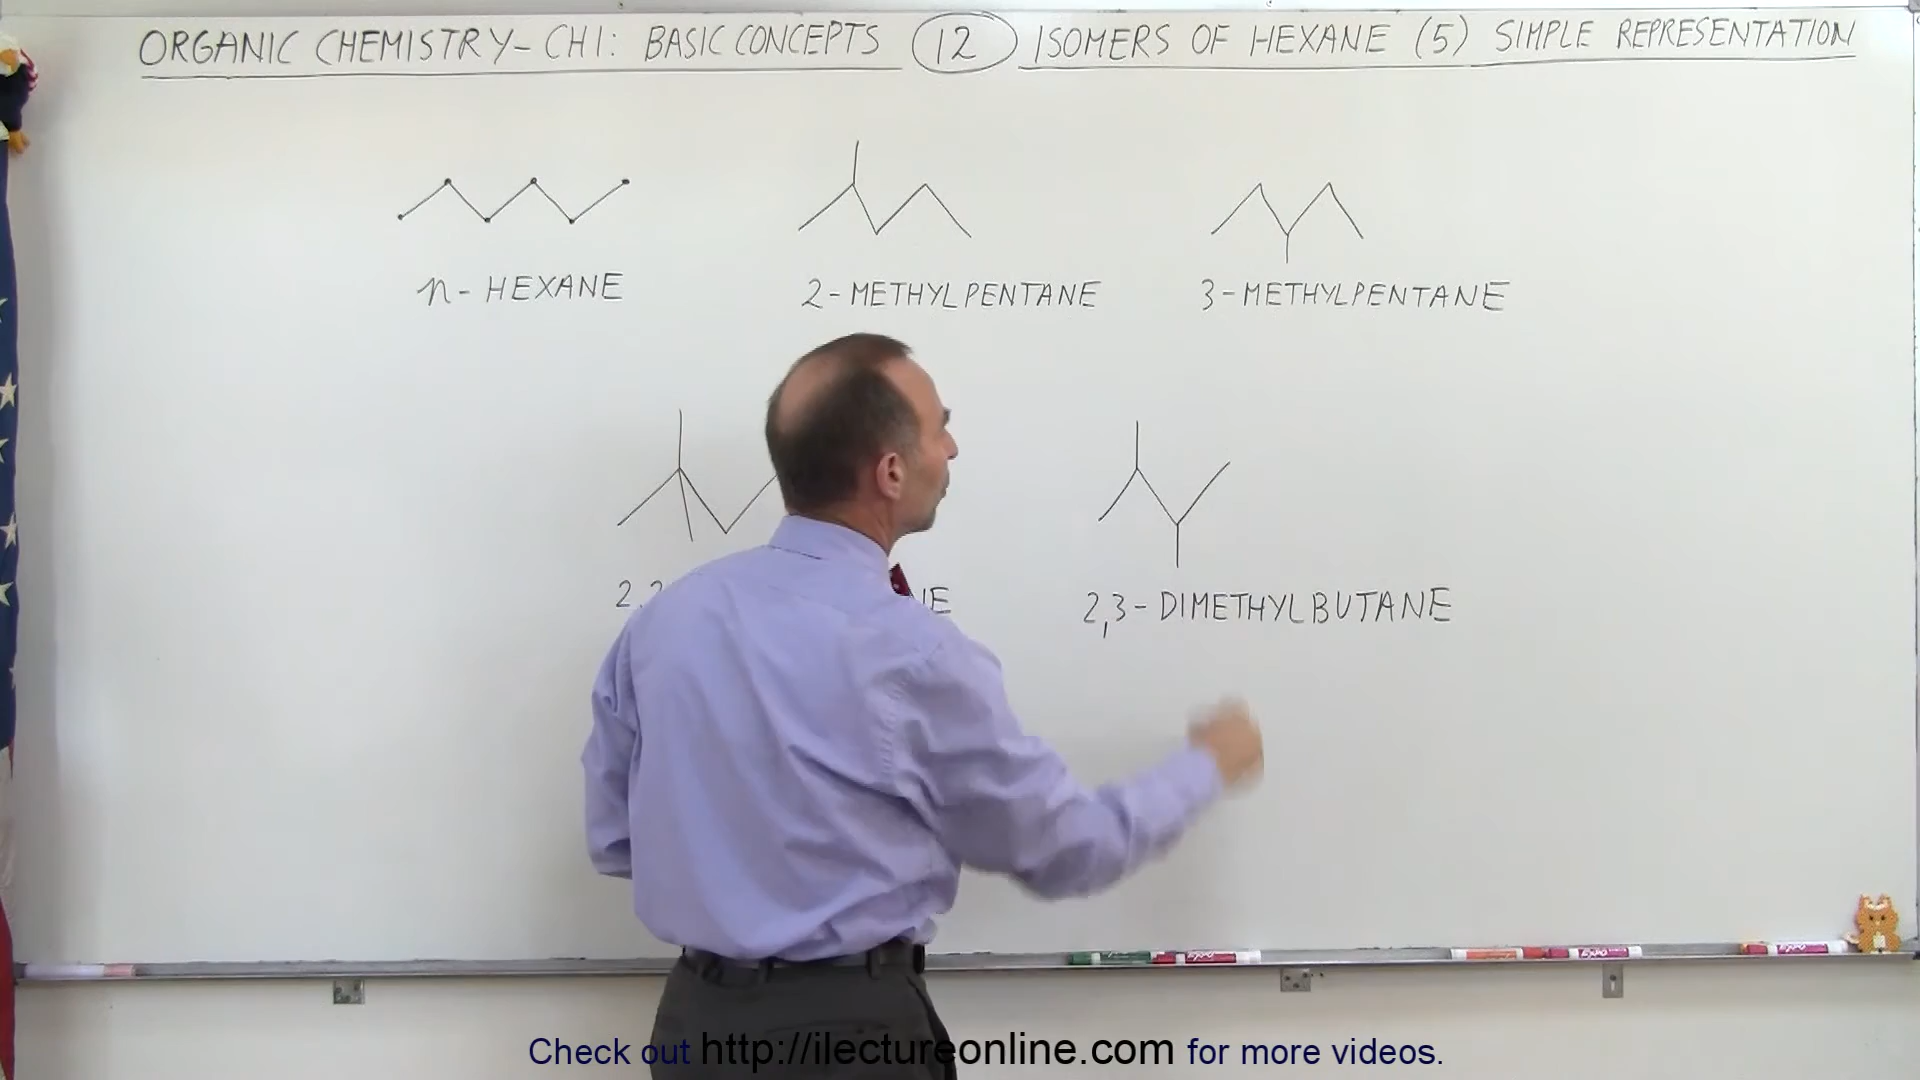 ORGANIC CHEMISTRY - CH1: BASIC CONCEPTS 12 ISOMERS OF HEXANE (5) SIMPLE REPRESENTATION
n - HEXANE
2 - METHYLPENTANE
3 - METHYLPENTANE
2,3 - DIMETHYLBUTANE
Check out http://ilectureonline.com for more videos.